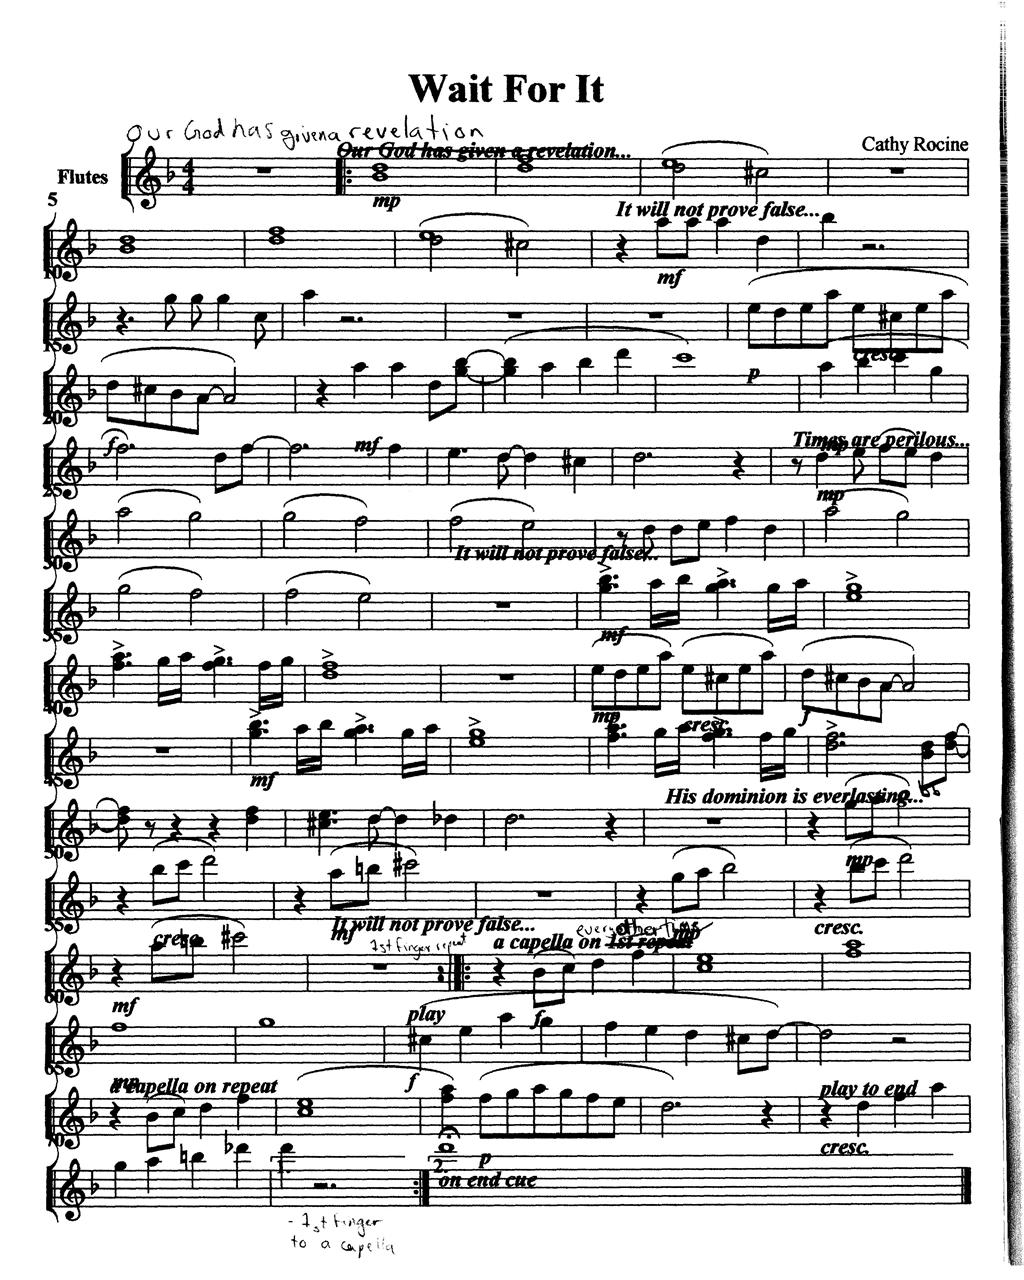 Wait For It
Our God has given a revelation
Our God has given a revelation...
Cathy Rocine
Flutes
4
4
mp
5
It will not prove false...
10
mf
15
cresc.
p
20
f
mf
Times are perilous...
mp
25
mp
It will not prove false...
30
35
mf
40
mp
cresc.
f
mf
45
His dominion is everlasting...
50
mp
It will not prove false...
55
cresc.
mf
1st finger repeat
every other time
a capella on 1st repeat
mp
cresc.
60
mf
play
f
65
mp
a capella on repeat
f
play to end
70
cresc.
1.
2.
p
on end cue
- 1st finger
to a capella